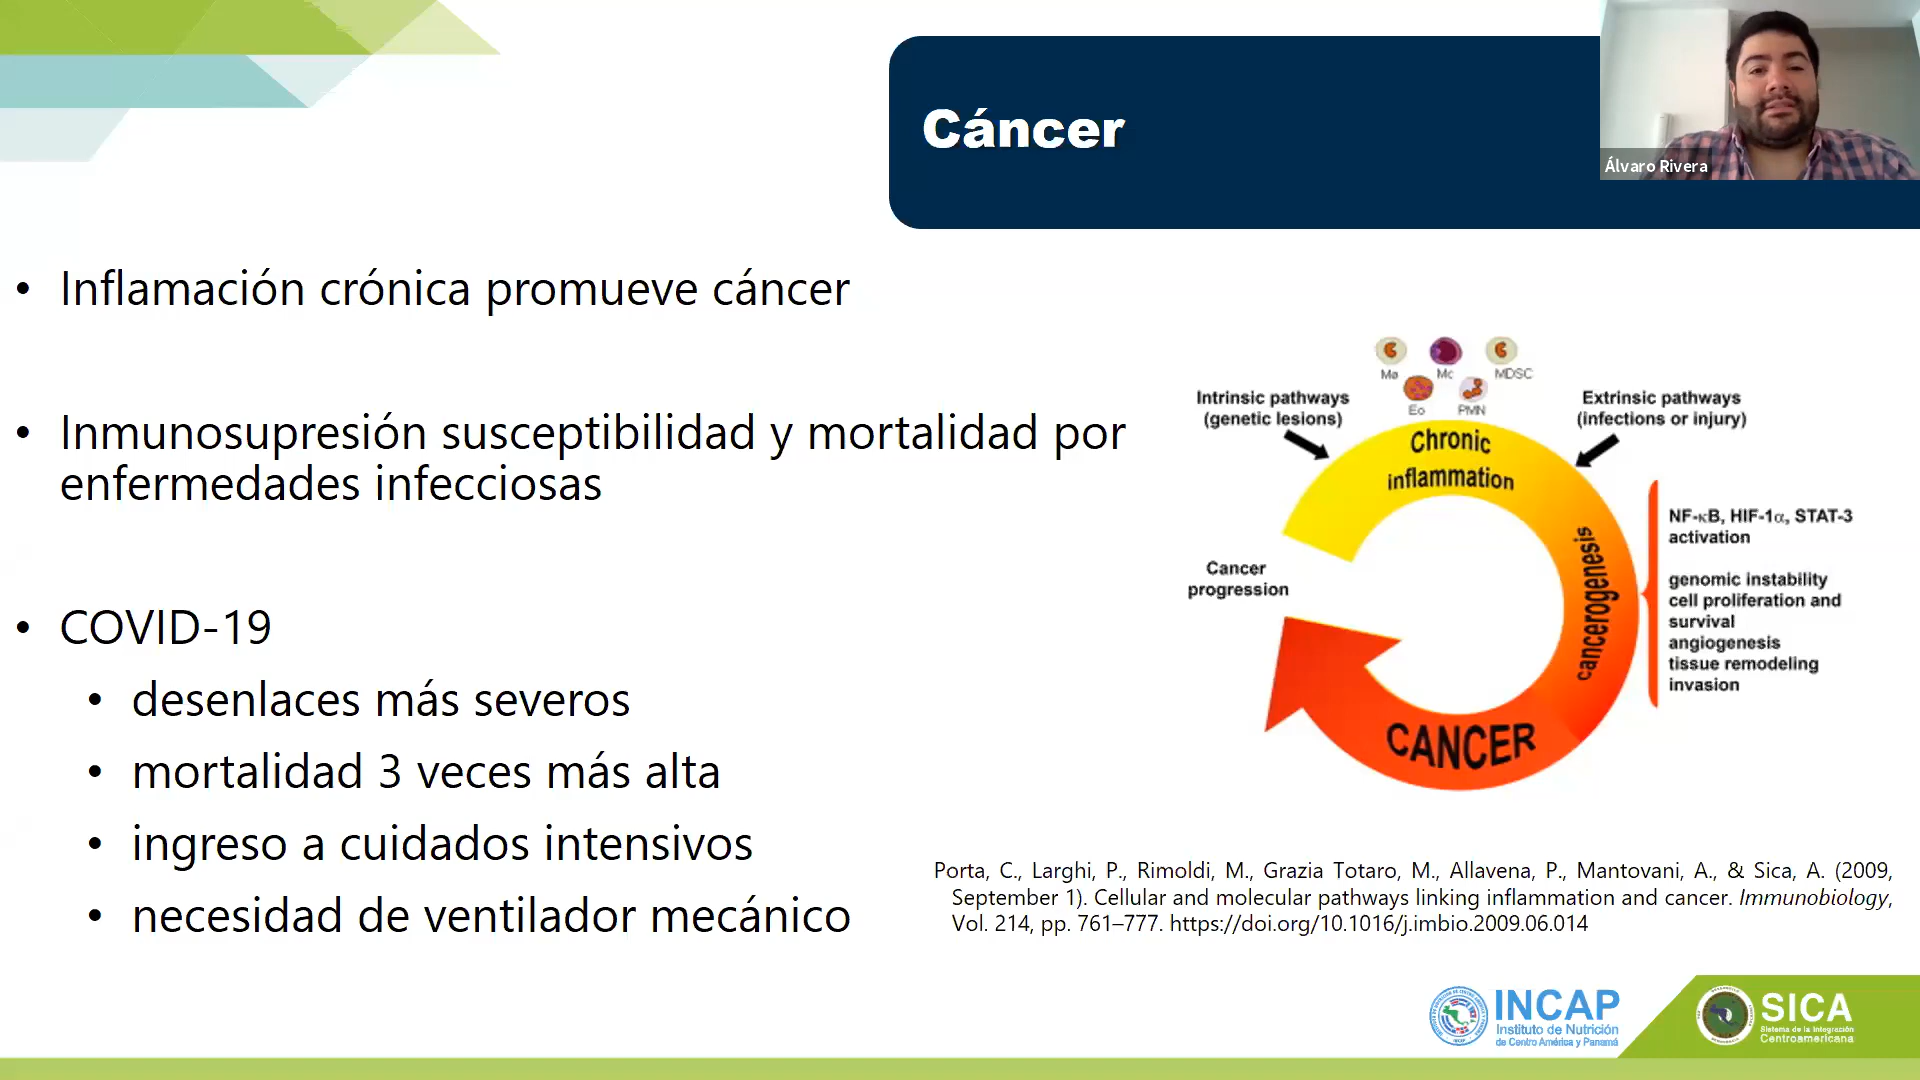 Cáncer
Álvaro Rivera
• Inflamación crónica promueve cáncer
• Inmunosupresión susceptibilidad y mortalidad por
enfermedades infecciosas
• COVID-19
• desenlaces más severos
• mortalidad 3 veces más alta
• ingreso a cuidados intensivos
• necesidad de ventilador mecánico
Mø Mc MDSC
Eo PMN
Intrinsic pathways
(genetic lesions)
Extrinsic pathways
(infections or injury)
Chronic
inflammation
cancerogenesis
CANCER
Cancer
progression
NF-κB, HIF-1α, STAT-3
activation
genomic instability
cell proliferation and
survival
angiogenesis
tissue remodeling
invasion
Porta, C., Larghi, P., Rimoldi, M., Grazia Totaro, M., Allavena, P., Mantovani, A., & Sica, A. (2009,
September 1). Cellular and molecular pathways linking inflammation and cancer. Immunobiology,
Vol. 214, pp. 761–777. https://doi.org/10.1016/j.imbio.2009.06.014
INCAP
Instituto de Nutrición
de Centro América y Panamá
SICA
Sistema de la Integración
Centroamericana